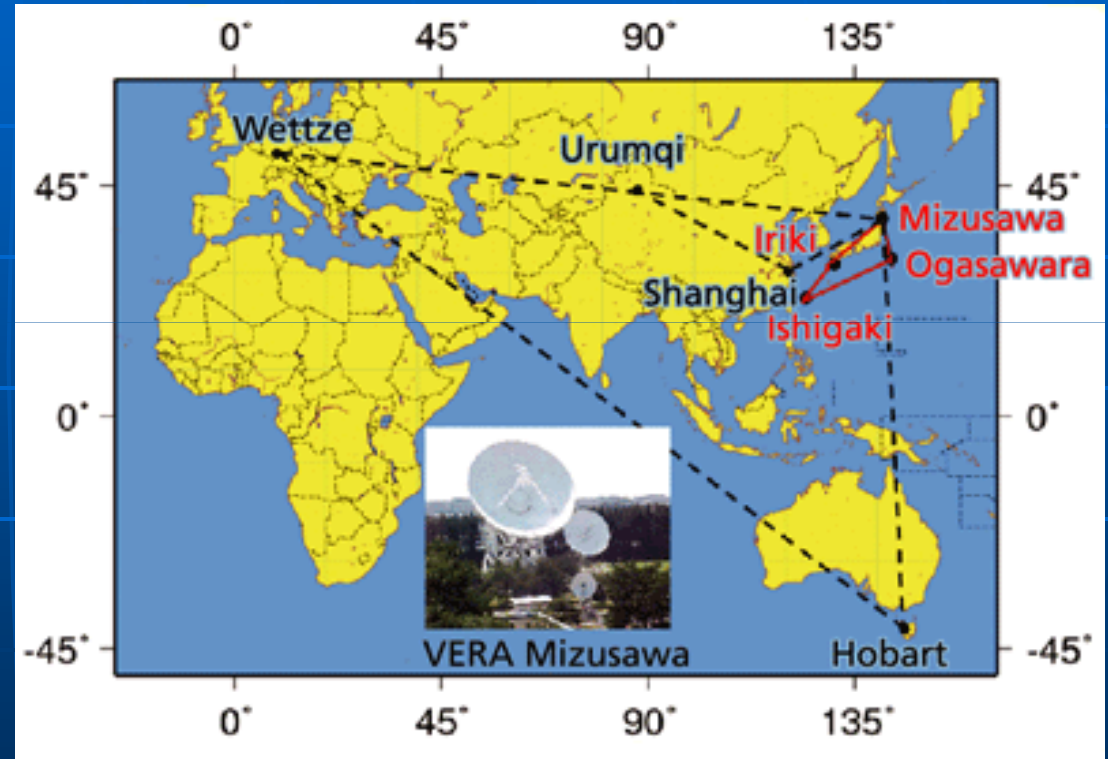 0° 45° 90° 135°
Wettze
Urumqi
45° 45°
Mizusawa
Iriki
Ogasawara
Shanghai
Ishigaki
0° 0°
VERA Mizusawa
Hobart
-45° -45°
0° 45° 90° 135°